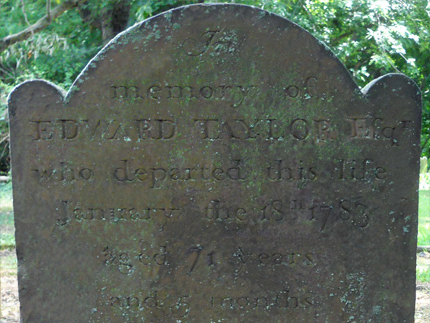 In
memory of
EDWARD TAYLOR Esqr
who departed this life
January the 18th 1783
aged 71 Years
and months